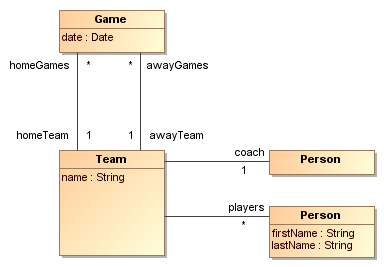 Game
date : Date
homeGames * * awayGames
homeTeam 1 1 awayTeam
Team
name : String
coach
1
Person
players
*
Person
firstName : String
lastName : String